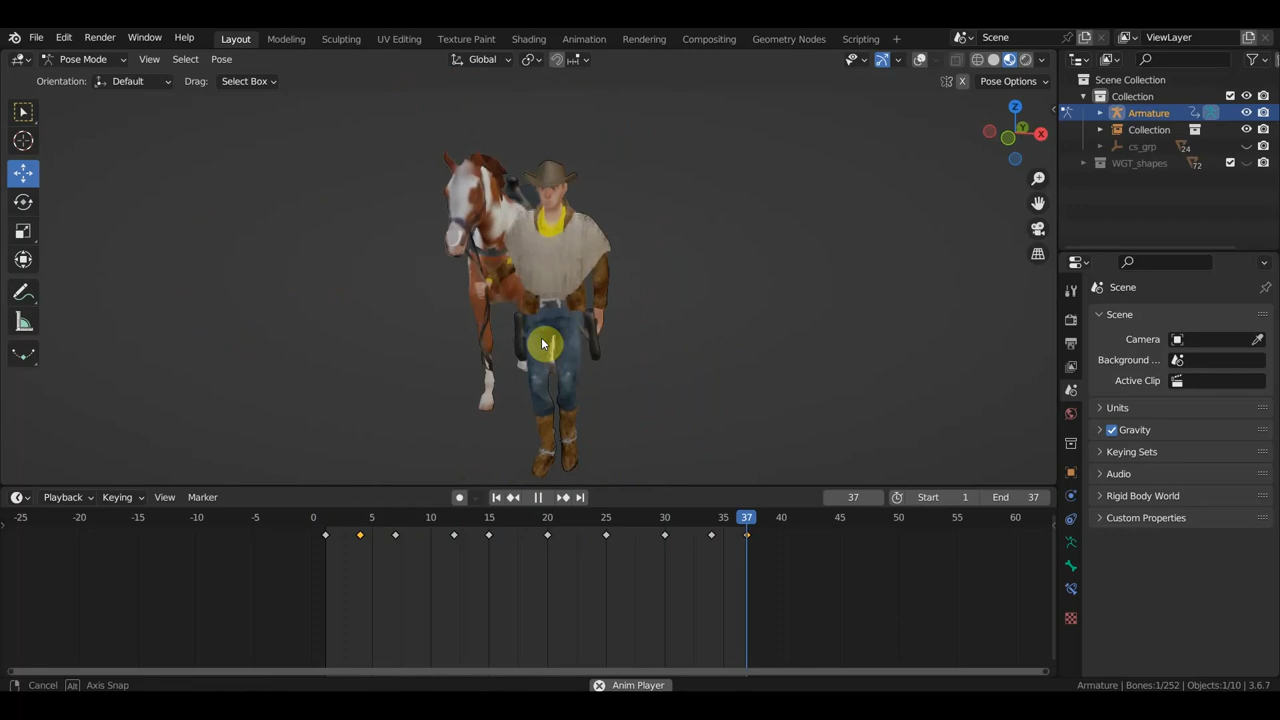 File Edit Render Window Help Layout Modeling Sculpting UV Editing Texture Paint Shading Animation Rendering Compositing Geometry Nodes Scripting + Scene ViewLayer
Pose Mode View Select Pose Global
Orientation: Default Drag: Select Box X Pose Options
Scene Collection
Collection
Armature
Collection
cs_grp 24
WGT_shapes 72
Z
Y
X
Scene
Scene
Camera
Background ...
Active Clip
Units
Gravity
Keying Sets
Audio
Rigid Body World
Custom Properties
Playback Keying View Marker 37 Start 1 End 37
-25 -20 -15 -10 -5 0 5 10 15 20 25 30 35 37 40 45 50 55 60
Cancel Alt Axis Snap Anim Player Armature | Bones:1/252 | Objects:1/10 | 3.6.7